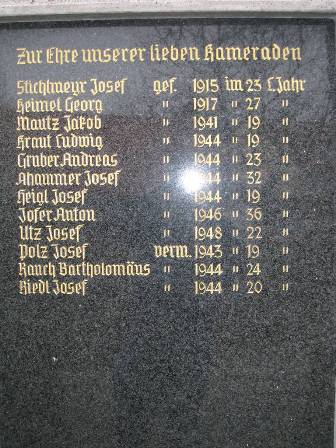 Zur Ehre unserer lieben Kameraden
Stichlmeyr Josef gef. 1915 im 23 L.Jahr
Heimel Georg " 1917 " 27 "
Mautz Jakob " 1941 " 19 "
Kraut Ludwig " 1944 " 19 "
Gruber Andreas " 1944 " 23 "
Ahammer Josef " 1944 " 32 "
Heigl Josef " 1944 " 19 "
Josef Anton " 1946 " 36 "
Utz Josef " 1948 " 22 "
Polz Josef verm. 1943 " 19 "
Rauch Bartholomäus " 1944 " 24 "
Riedl Josef " 1944 " 20 "